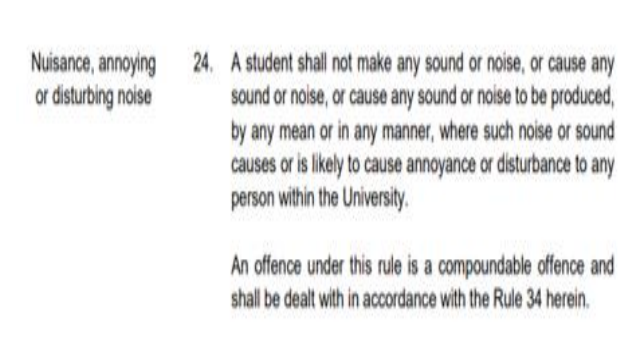 Nuisance, annoying
or disturbing noise
24. A student shall not make any sound or noise, or cause any
sound or noise, or cause any sound or noise to be produced,
by any mean or in any manner, where such noise or sound
causes or is likely to cause annoyance or disturbance to any
person within the University.
An offence under this rule is a compoundable offence and
shall be dealt with in accordance with the Rule 34 herein.